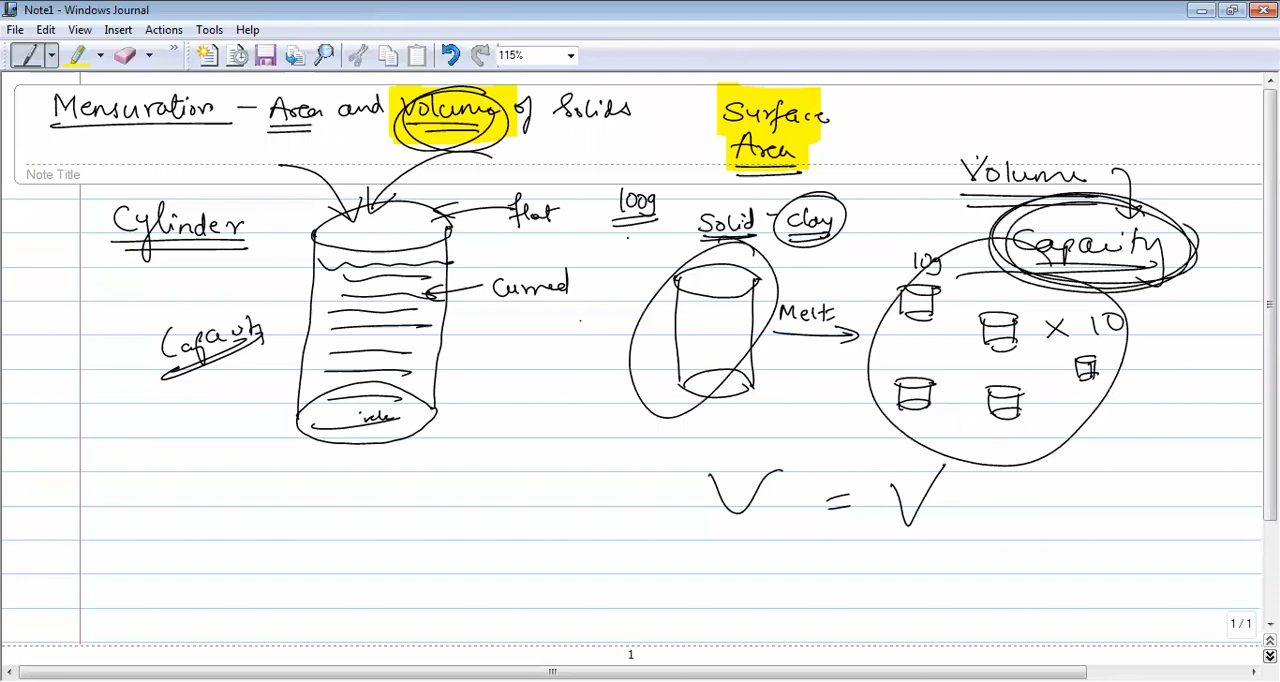 Note1 - Windows Journal
File Edit View Insert Actions Tools Help
115%
Mensuration - Area and Volume of Solids
Surface
Area
Note Title
Volume
Capacity
Cylinder
flat
100g
Solid - Clay
10g
Curved
Melts
x 10
Capacity
V = V
1 / 1
1